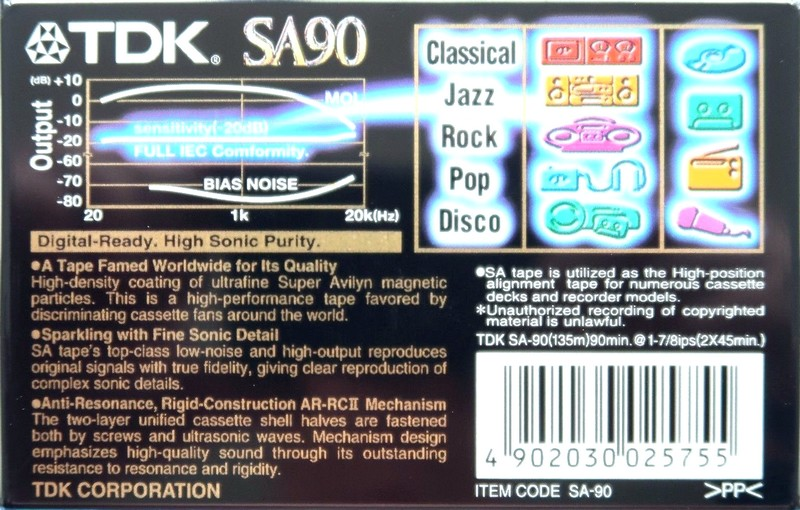 TDK® SA90
(dB) +10
0
-10
-20
-60
-70
-80
Output
MOL
sensitivity(-20dB)
FULL IEC Comformity.
BIAS NOISE
20 1k 20k(Hz)
Classical
Jazz
Rock
Pop
Disco
Digital-Ready. High Sonic Purity.
●A Tape Famed Worldwide for Its Quality
High-density coating of ultrafine Super Avilyn magnetic
particles. This is a high-performance tape favored by
discriminating cassette fans around the world.
●Sparkling with Fine Sonic Detail
SA tape's top-class low-noise and high-output reproduces
original signals with true fidelity, giving clear reproduction of
complex sonic details.
●Anti-Resonance, Rigid-Construction AR-RCⅡ Mechanism
The two-layer unified cassette shell halves are fastened
both by screws and ultrasonic waves. Mechanism design
emphasizes high-quality sound through its outstanding
resistance to resonance and rigidity.
TDK CORPORATION
●SA tape is utilized as the High-position
alignment tape for numerous cassette
decks and recorder models.
*Unauthorized recording of copyrighted
material is unlawful.
TDK SA-90(135m)90min.@1-7/8ips(2X45min.)
4 902030 025755
ITEM CODE SA-90 >PP<